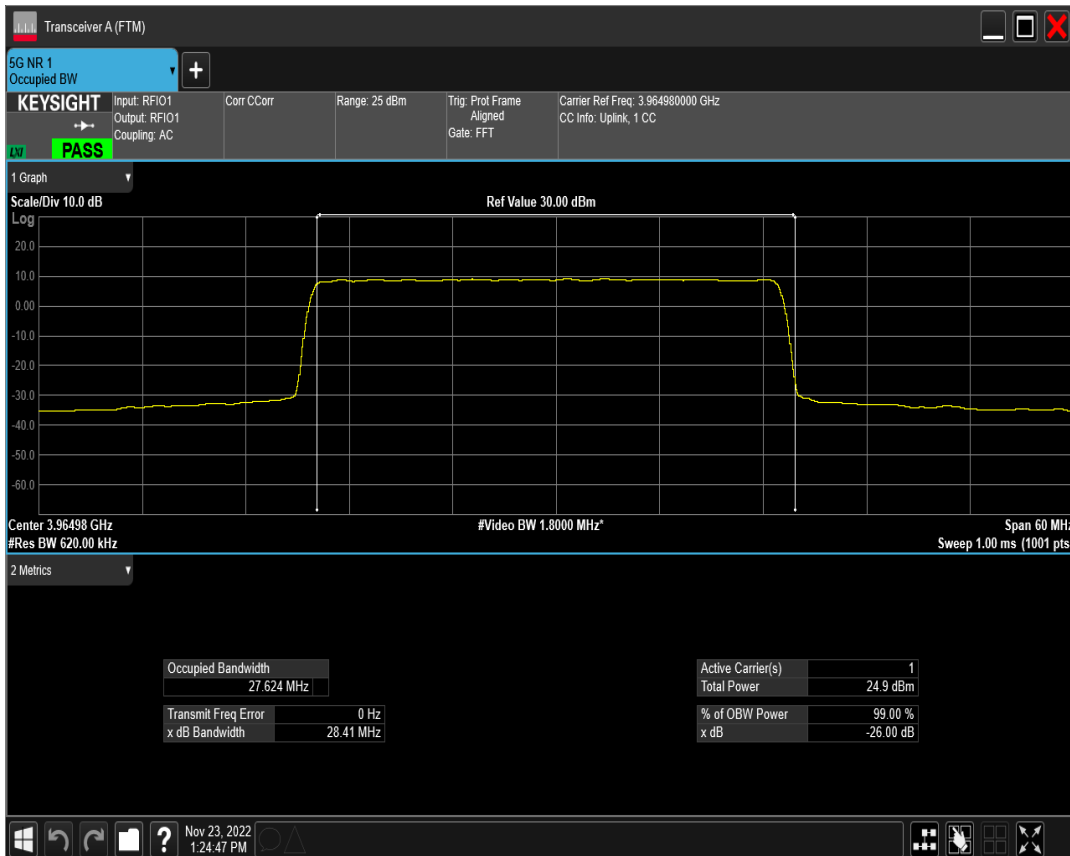 Transceiver A (FTM)
5G NR 1
Occupied BW
+
KEYSIGHT
LXI
PASS
Input: RFIO1
Output: RFIO1
Coupling: AC
Corr CCorr
Range: 25 dBm
Trig: Prot Frame
Aligned
Gate: FFT
Carrier Ref Freq: 3.964980000 GHz
CC Info: Uplink, 1 CC
1 Graph
Scale/Div 10.0 dB
Ref Value 30.00 dBm
Log
20.0
10.0
0.00
-10.0
-20.0
-30.0
-40.0
-50.0
-60.0
Center 3.96498 GHz
#Video BW 1.8000 MHz*
Span 60 MHz
#Res BW 620.00 kHz
Sweep 1.00 ms (1001 pts
2 Metrics
Occupied Bandwidth
27.624 MHz
Transmit Freq Error 0 Hz
x dB Bandwidth 28.41 MHz
Active Carrier(s) 1
Total Power 24.9 dBm
% of OBW Power 99.00 %
x dB -26.00 dB
?
Nov 23, 2022
1:24:47 PM